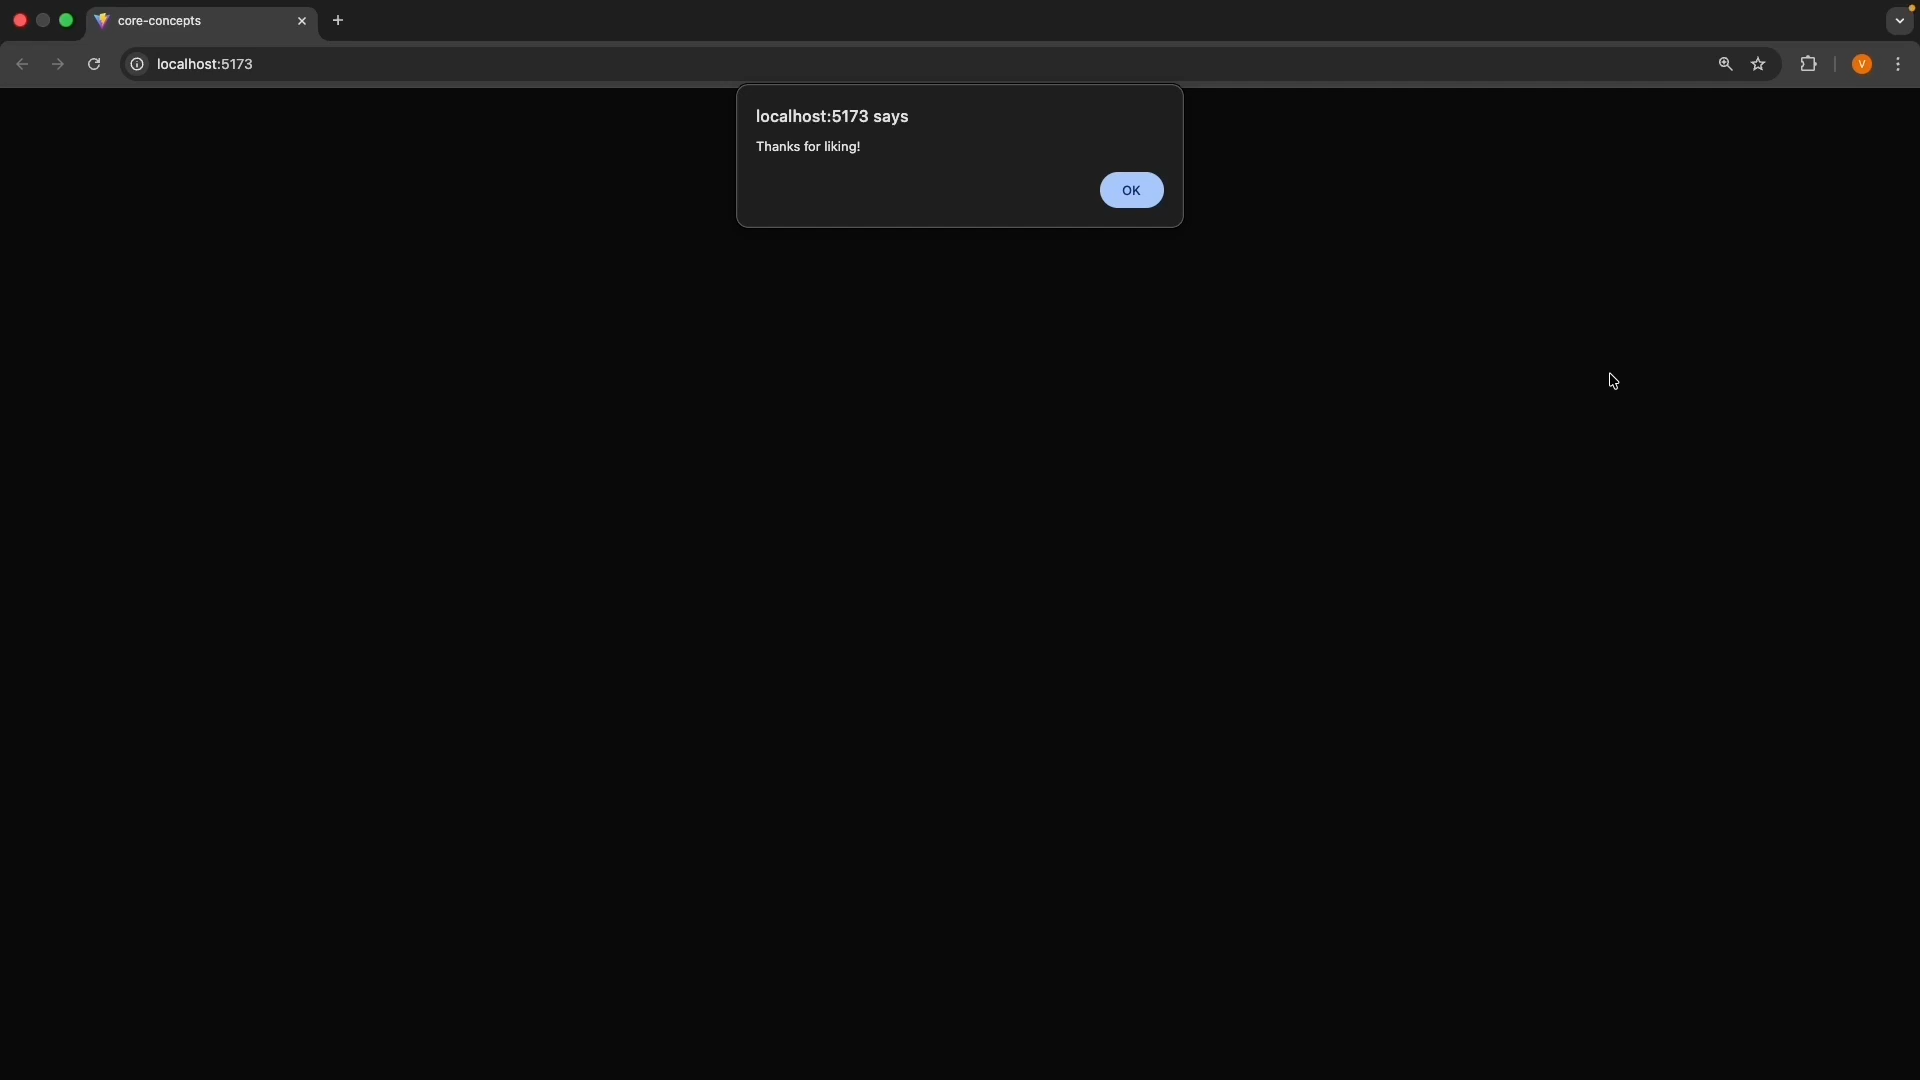 core-concepts
localhost:5173
V
localhost:5173 says
Thanks for liking!
OK